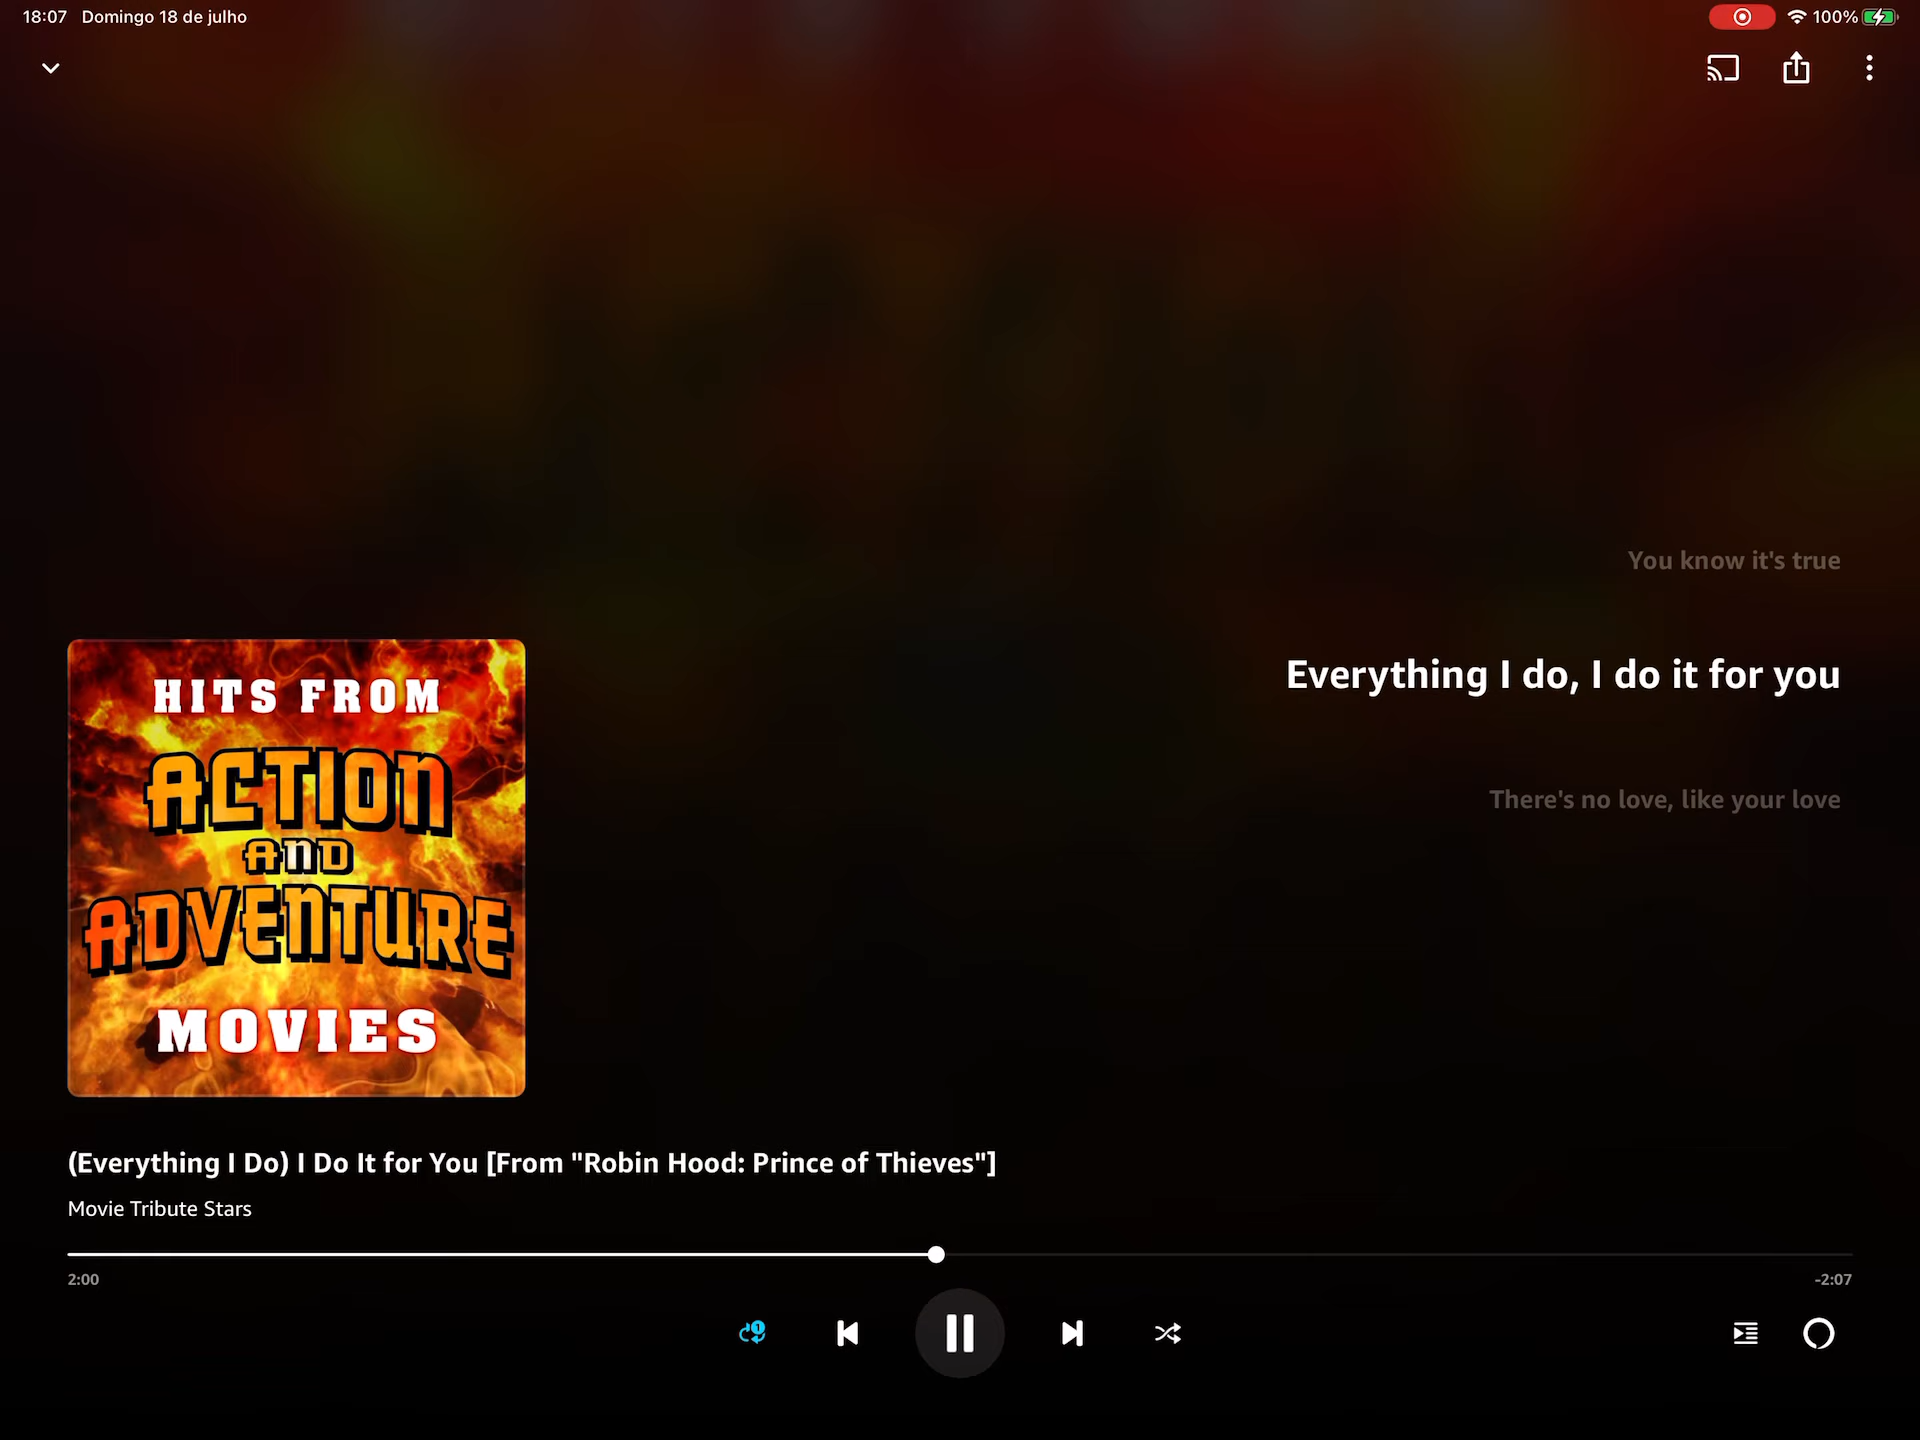 18:07 Domingo 18 de julho
100%
You know it's true
Everything I do, I do it for you
There's no love, like your love
HITS FROM
ACTION
AND
ADVENTURE
MOVIES
(Everything I Do) I Do It for You [From "Robin Hood: Prince of Thieves"]
Movie Tribute Stars
2:00
-2:07
1